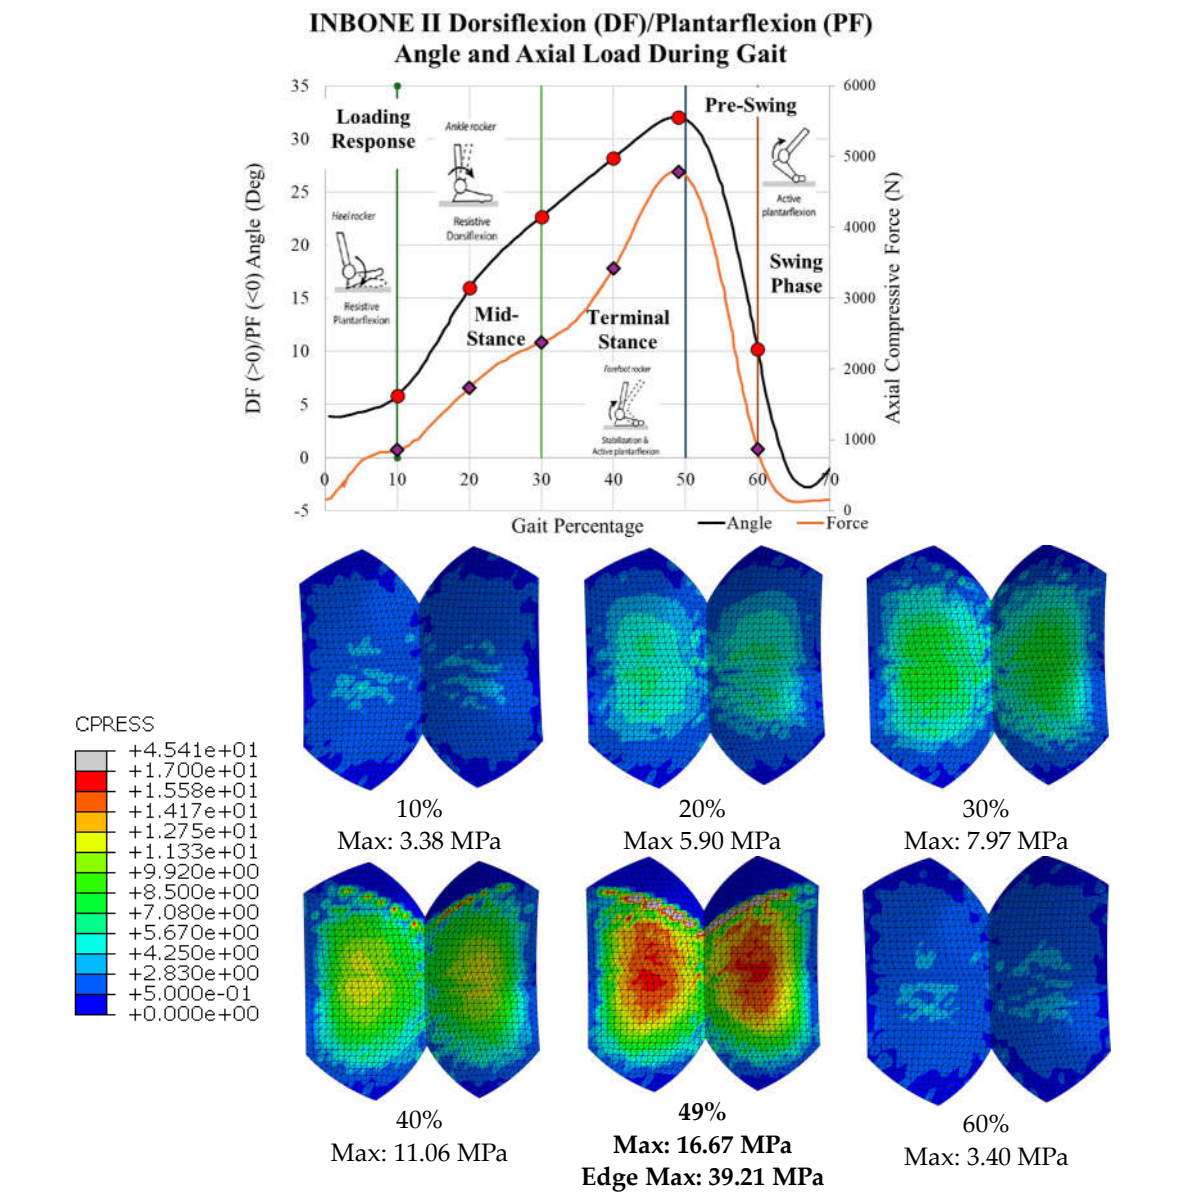 INBONE II Dorsiflexion (DF)/Plantarflexion (PF)
Angle and Axial Load During Gait
DF (>0)/PF (<0) Angle (Deg)
35
30
25
20
15
10
5
0
-5
6000
5000
4000
3000
2000
1000
0
Axial Compressive Force (N)
0
10
20
30
40
50
60
70
Gait Percentage
Angle
Force
Loading
Response
Heel rocker
Resistive
Plantarflexion
Ankle rocker
Resistive
Dorsiflexion
Mid-
Stance
Terminal
Stance
Forefoot rocker
Stabilization &
Active plantarflexion
Pre-Swing
Active
plantarflexion
Swing
Phase
CPRESS
+4.541e+01
+1.700e+01
+1.558e+01
+1.417e+01
+1.275e+01
+1.133e+01
+9.920e+00
+8.500e+00
+7.080e+00
+5.670e+00
+4.250e+00
+2.830e+00
+5.000e-01
+0.000e+00
10%
Max: 3.38 MPa
20%
Max 5.90 MPa
30%
Max: 7.97 MPa
40%
Max: 11.06 MPa
49%
Max: 16.67 MPa
Edge Max: 39.21 MPa
60%
Max: 3.40 MPa